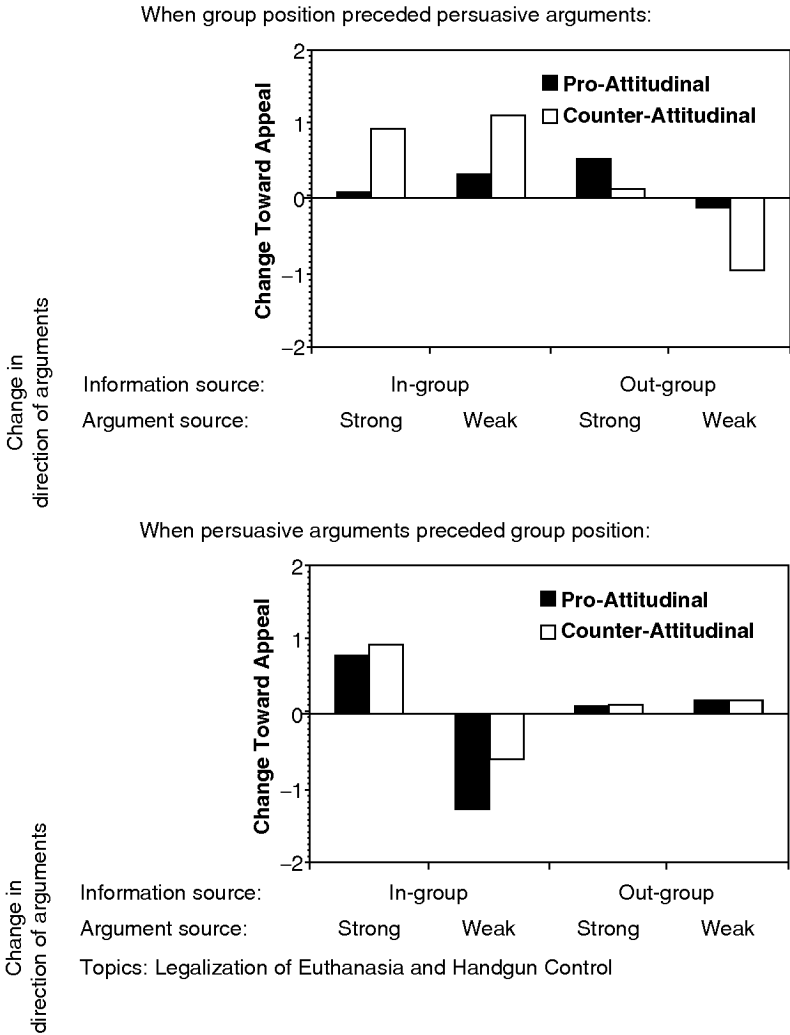 When group position preceded persuasive arguments:
2
Pro-Attitudinal
1
Counter-Attitudinal
0
−1
−2
Change Toward Appeal
Change in
direction of arguments
Information source: In-group Out-group
Argument source: Strong Weak Strong Weak
When persuasive arguments preceded group position:
2
Pro-Attitudinal
1
Counter-Attitudinal
0
−1
−2
Change Toward Appeal
Change in
direction of arguments
Information source: In-group Out-group
Argument source: Strong Weak Strong Weak
Topics: Legalization of Euthanasia and Handgun Control